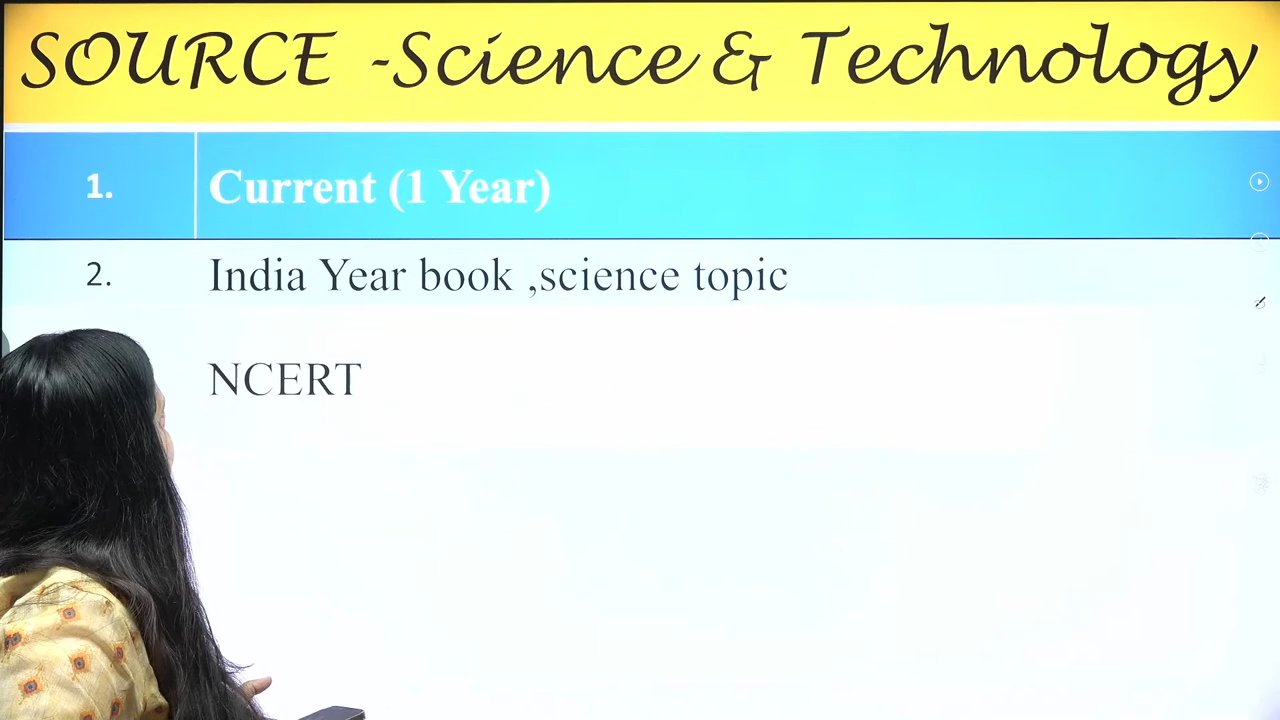 SOURCE -Science & Technology
1. Current (1 Year)
2. India Year book ,science topic
NCERT